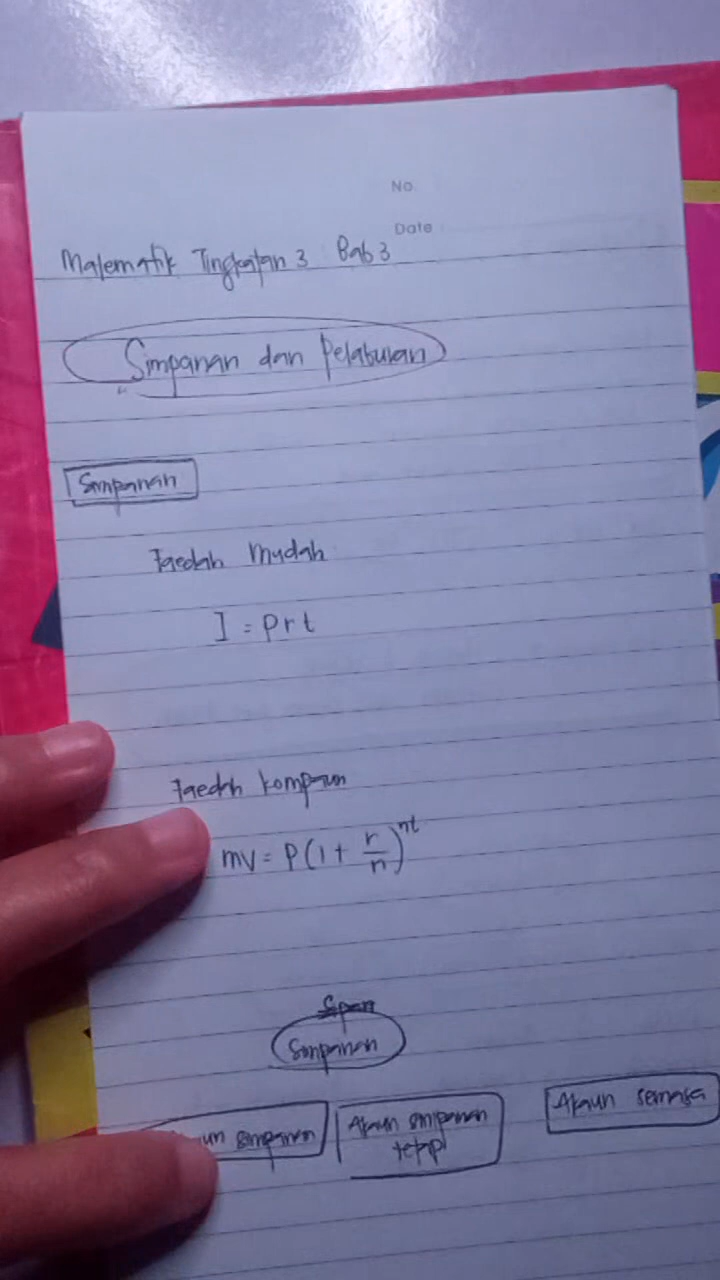 No.
Date
Matematik Tingkatan 3 Bab 3
Simpanan dan Pelaburan
Simpanan
Faedah Mudah
I = Prt
Faedah kompaun
MV = P(1 + r/n)^nt
Simpanan
simpanan
Akaun simpanan
tetap
Akaun semasa